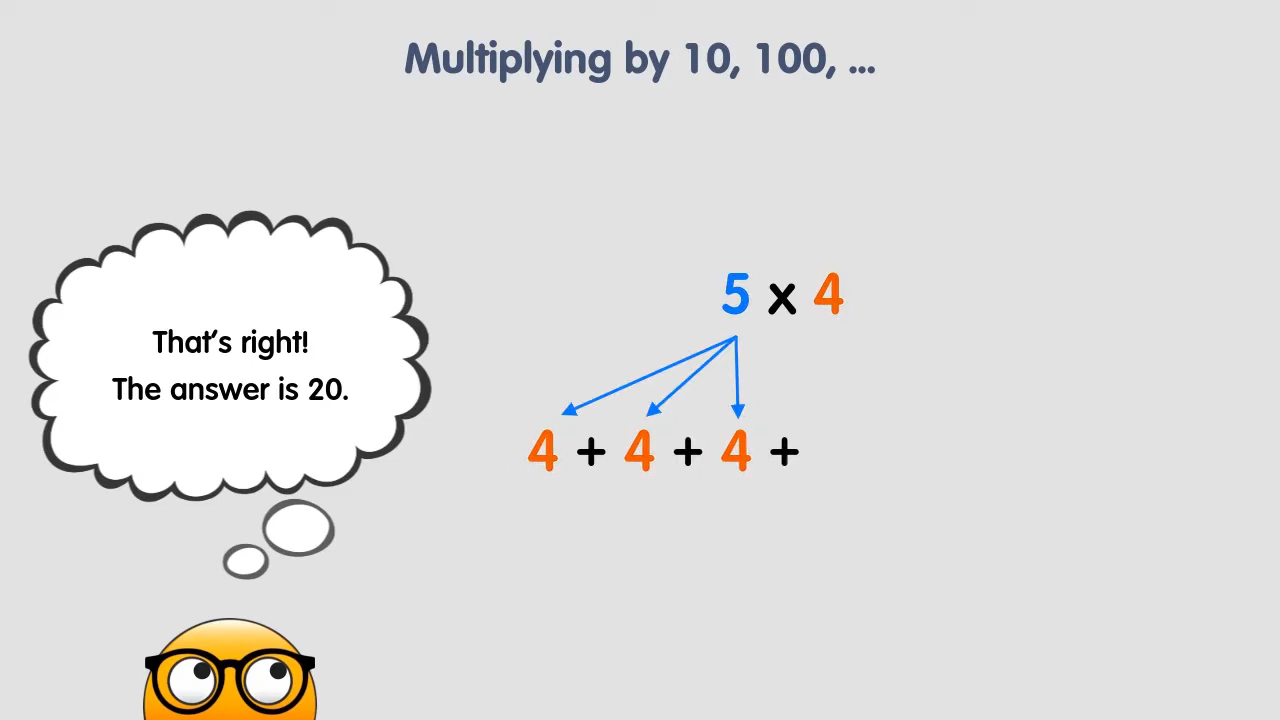 Multiplying by 10, 100, ...
That's right!
The answer is 20.
5 x 4
4 + 4 + 4 +